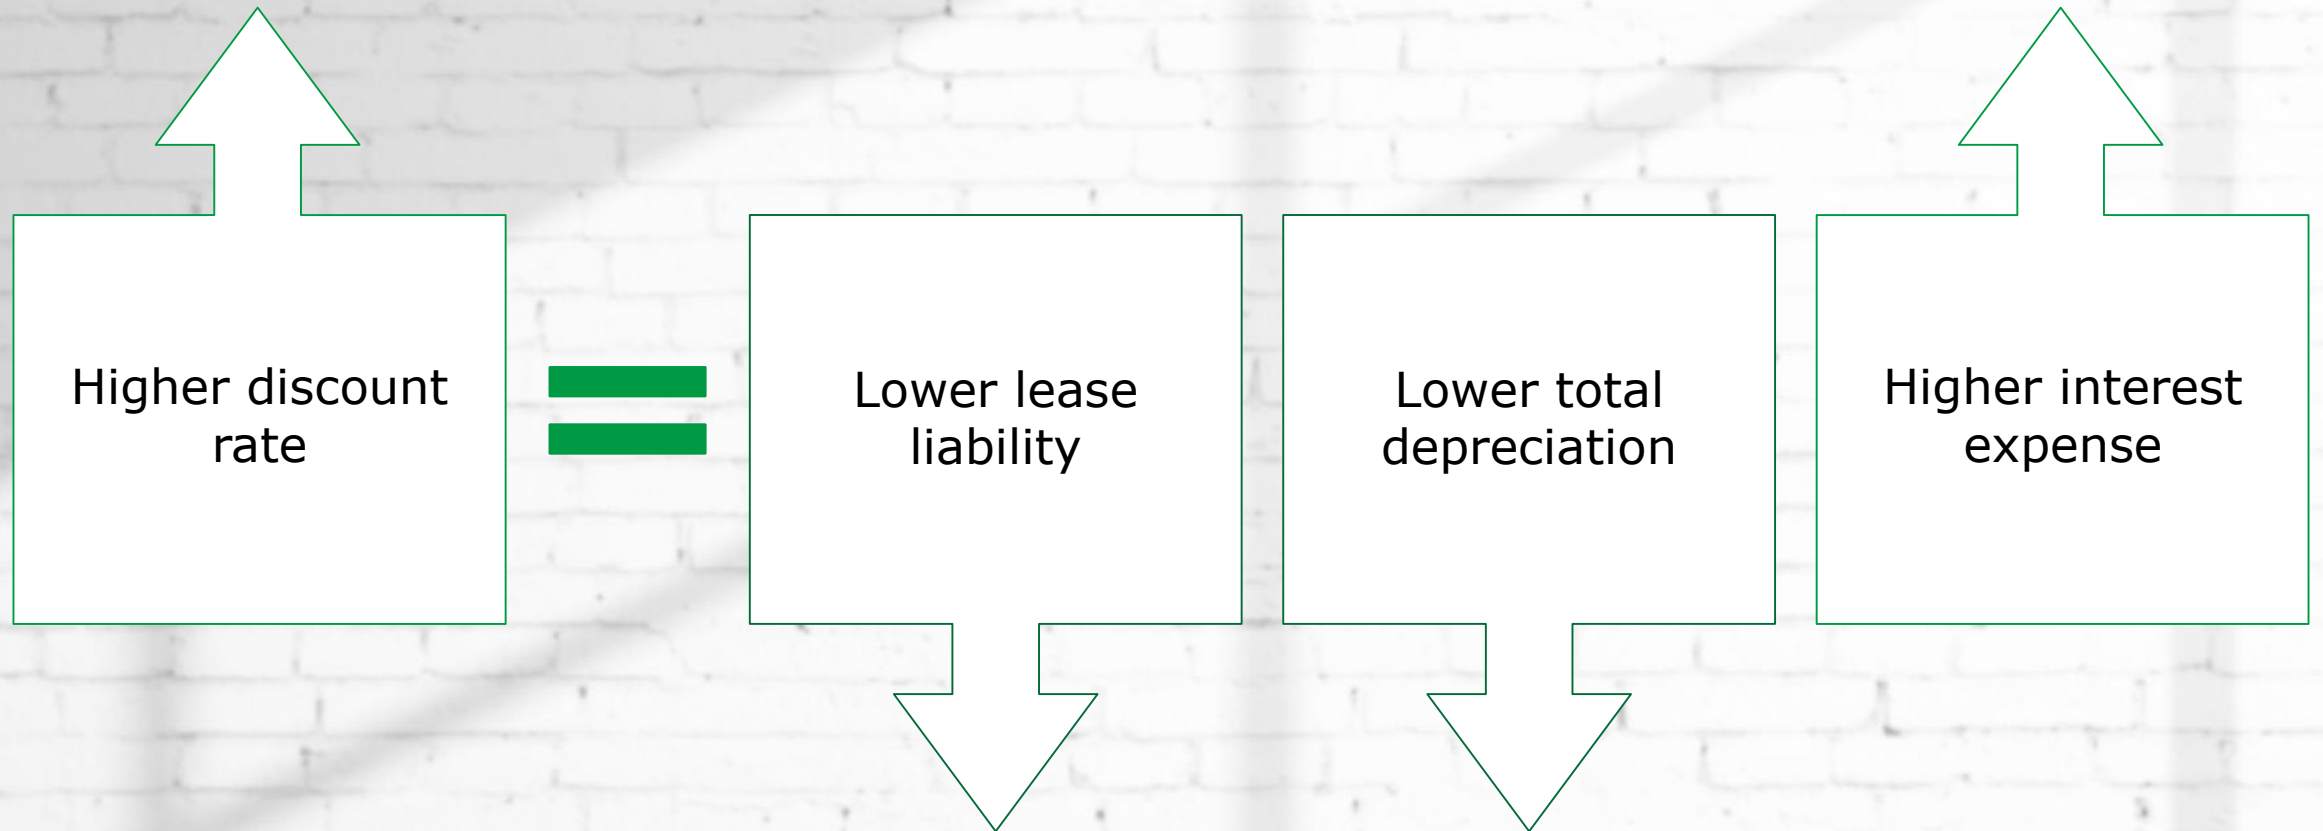 Higher discount
rate
Lower lease
liability
Lower total
depreciation
Higher interest
expense